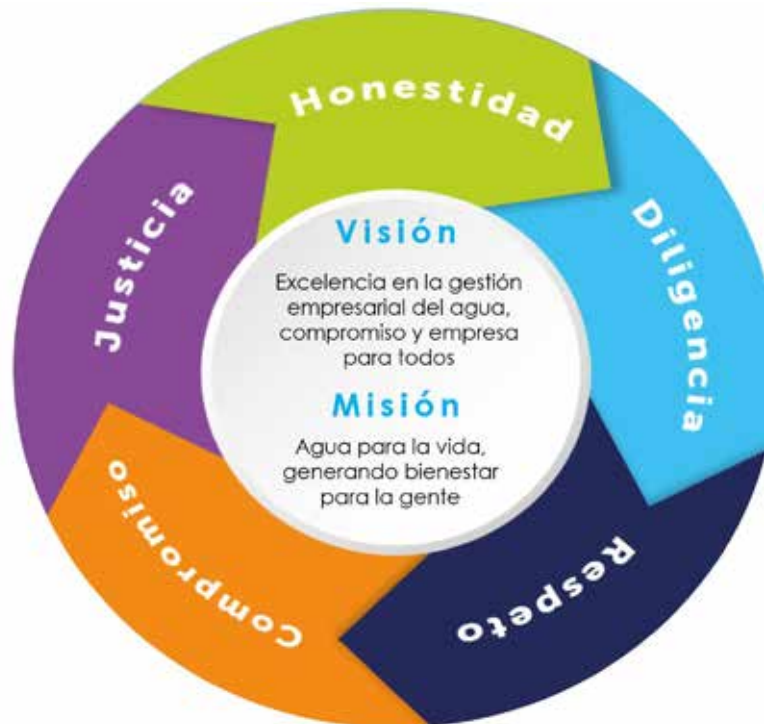 Honestidad
Diligencia
Respeto
Compromiso
Justicia
Visión
Excelencia en la gestión
empresarial del agua,
compromiso y empresa
para todos
Misión
Agua para la vida,
generando bienestar
para la gente